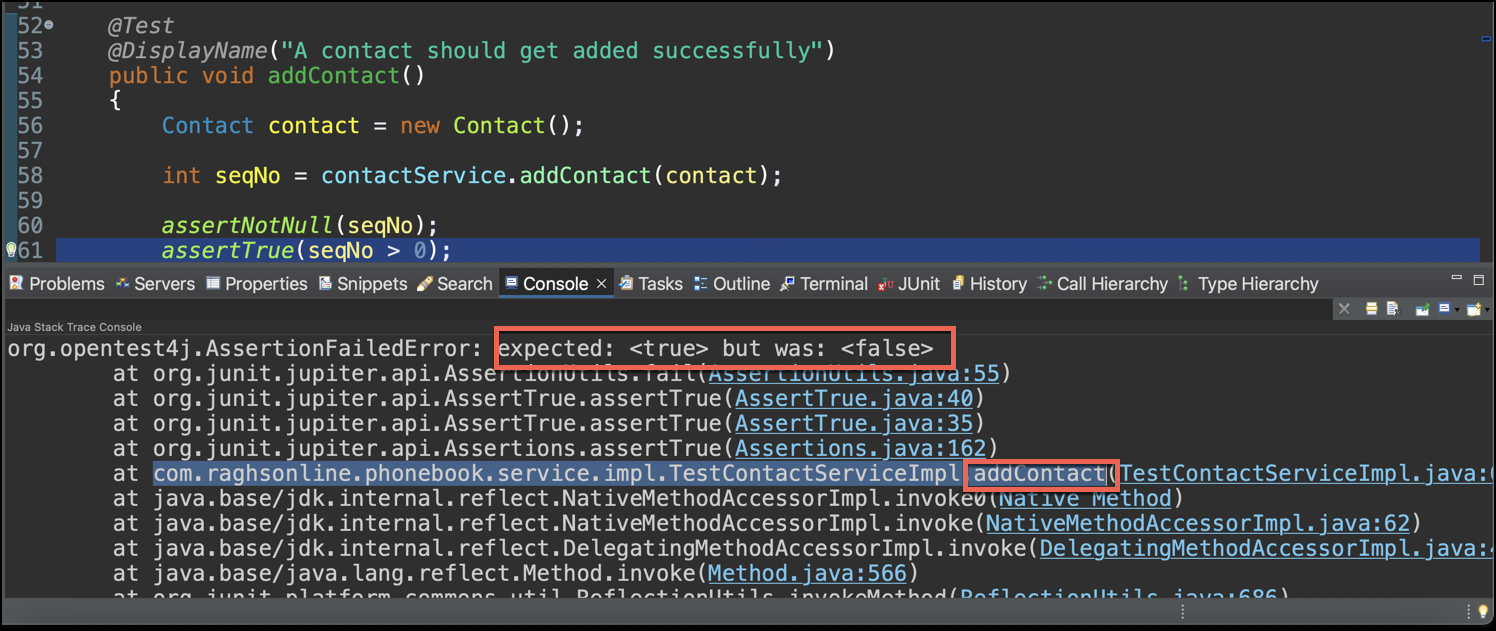 51
52 @Test
53 @DisplayName("A contact should get added successfully")
54 public void addContact()
55 {
56 Contact contact = new Contact();
57
58 int seqNo = contactService.addContact(contact);
59
60 assertNotNull(seqNo);
61 assertTrue(seqNo > 0);
Problems Servers Properties Snippets Search Console × Tasks Outline Terminal JUnit History Call Hierarchy Type Hierarchy
Java Stack Trace Console
org.opentest4j.AssertionFailedError: expected: <true> but was: <false>
at org.junit.jupiter.api.AssertionUtils.fail(AssertionUtils.java:55)
at org.junit.jupiter.api.AssertTrue.assertTrue(AssertTrue.java:40)
at org.junit.jupiter.api.AssertTrue.assertTrue(AssertTrue.java:35)
at org.junit.jupiter.api.Assertions.assertTrue(Assertions.java:162)
at com.raghsonline.phonebook.service.impl.TestContactServiceImpl.addContact(TestContactServiceImpl.java:
at java.base/jdk.internal.reflect.NativeMethodAccessorImpl.invoke(Native Method)
at java.base/jdk.internal.reflect.NativeMethodAccessorImpl.invoke(NativeMethodAccessorImpl.java:62)
at java.base/jdk.internal.reflect.DelegatingMethodAccessorImpl.invoke(DelegatingMethodAccessorImpl.java:
at java.base/java.lang.reflect.Method.invoke(Method.java:566)
at org.junit.platform.commons.util.ReflectionUtils.invokeMethod(ReflectionUtils.java:686)